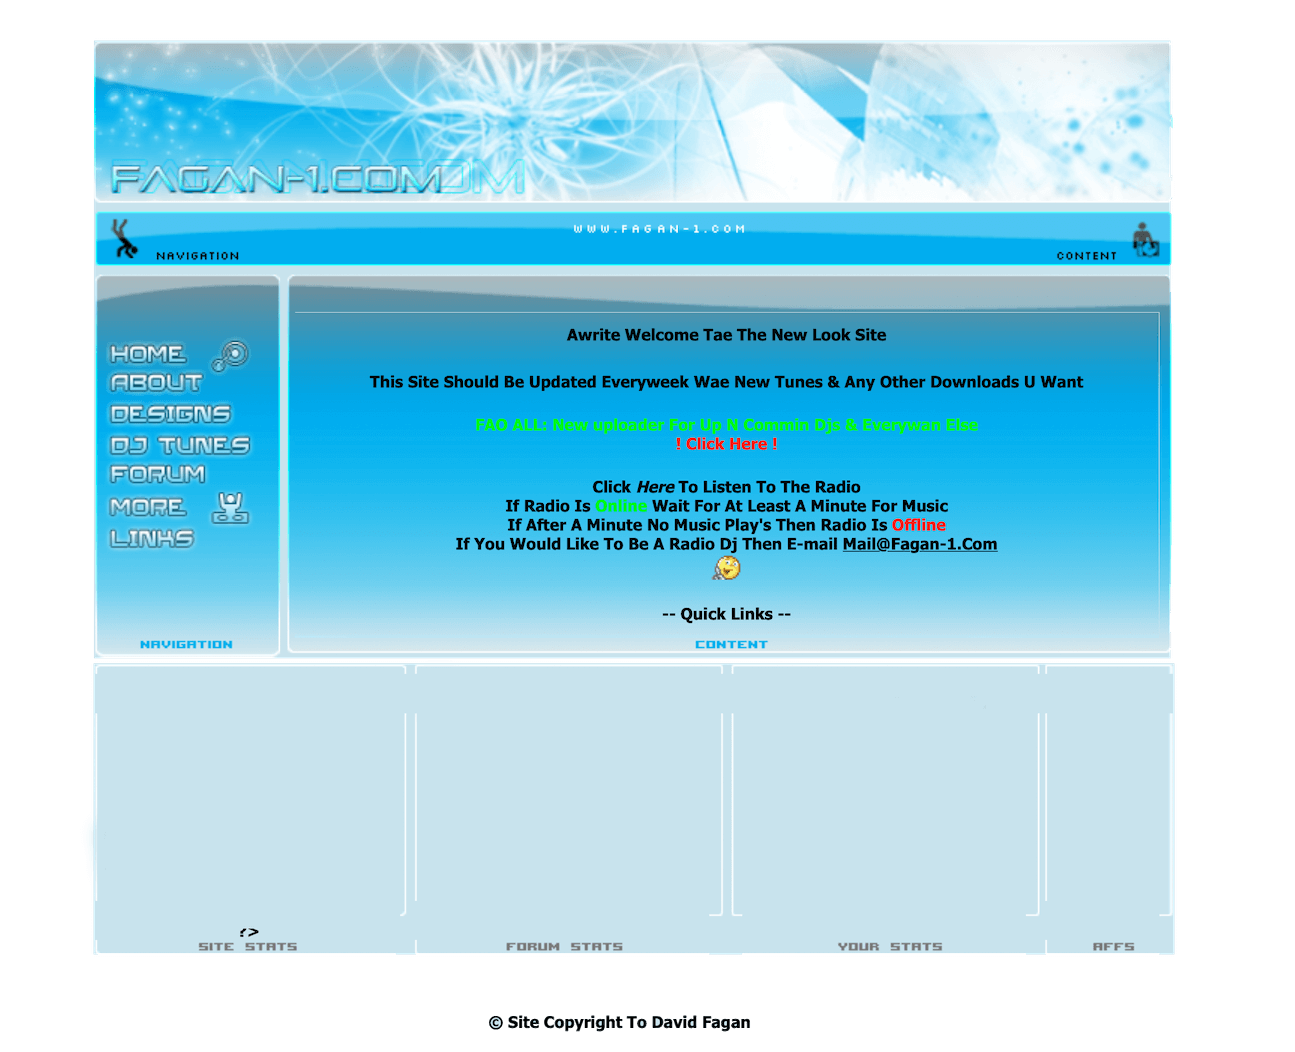 FAGAN-1.COM
WWW.FAGAN-1.COM
NAVIGATION
CONTENT
HOME
ABOUT
DESIGNS
DJ TUNES
FORUM
MORE
LINKS
NAVIGATION
Awrite Welcome Tae The New Look Site
This Site Should Be Updated Everyweek Wae New Tunes & Any Other Downloads U Want
FAO ALL: New uploader For Up N Commin Djs & Everywan Else
! Click Here !
Click Here To Listen To The Radio
If Radio Is Online Wait For At Least A Minute For Music
If After A Minute No Music Play's Then Radio Is Offline
If You Would Like To Be A Radio Dj Then E-mail Mail@Fagan-1.Com
-- Quick Links --
CONTENT
?>
SITE STATS
FORUM STATS
YOUR STATS
AFFS
© Site Copyright To David Fagan